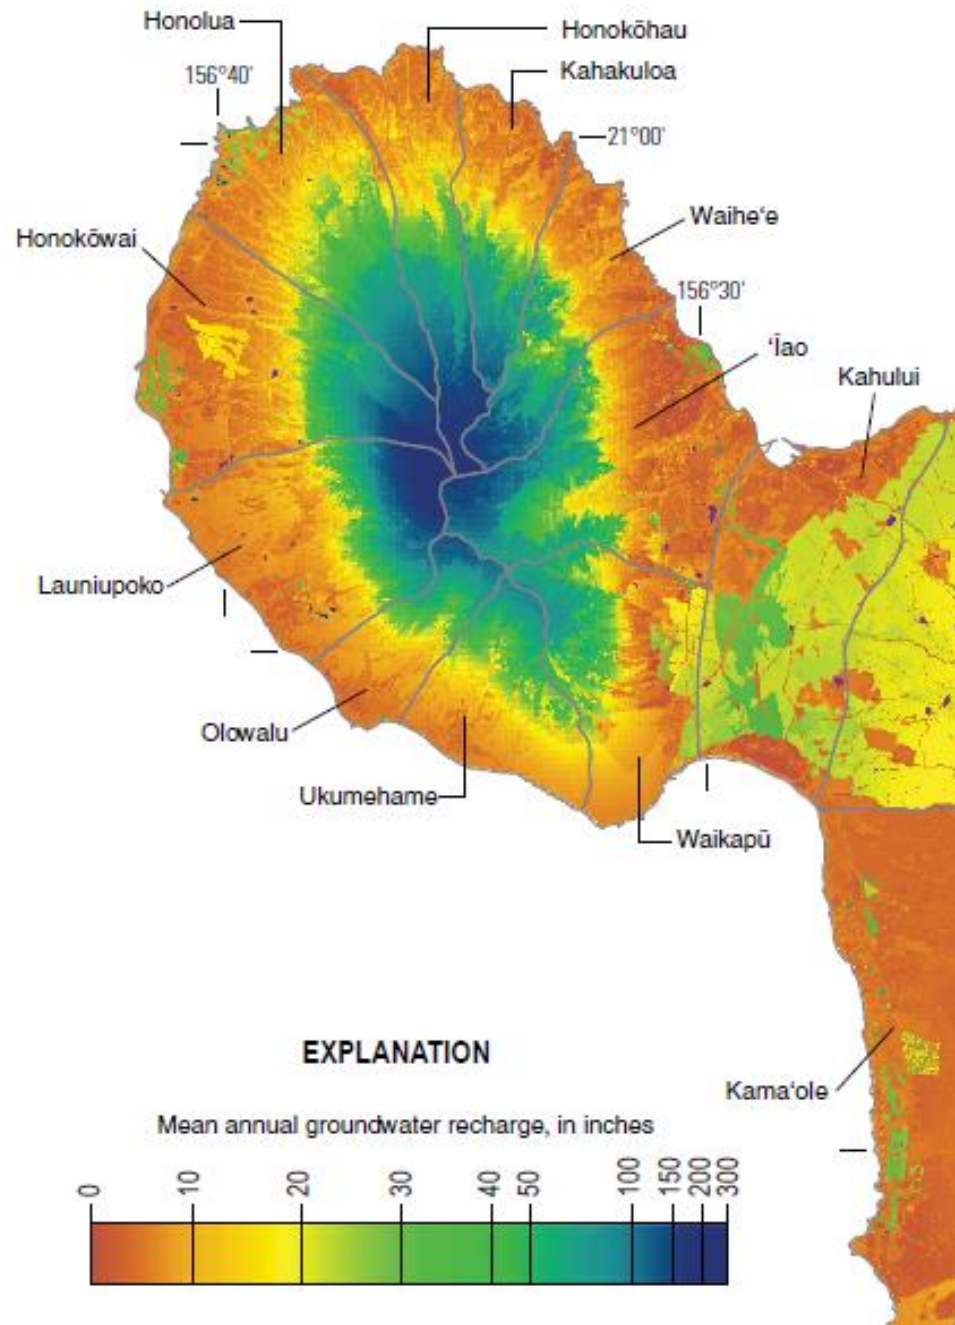 Honolua
Honokōhau
156°40'
Kahakuloa
21°00'
Waihe‘e
Honokōwai
156°30'
‘Īao
Kahului
Launiupoko
Olowalu
Ukumehame
Waikapū
EXPLANATION
Kama‘ole
Mean annual groundwater recharge, in inches
0 10 20 30 40 50 100 150 200 300